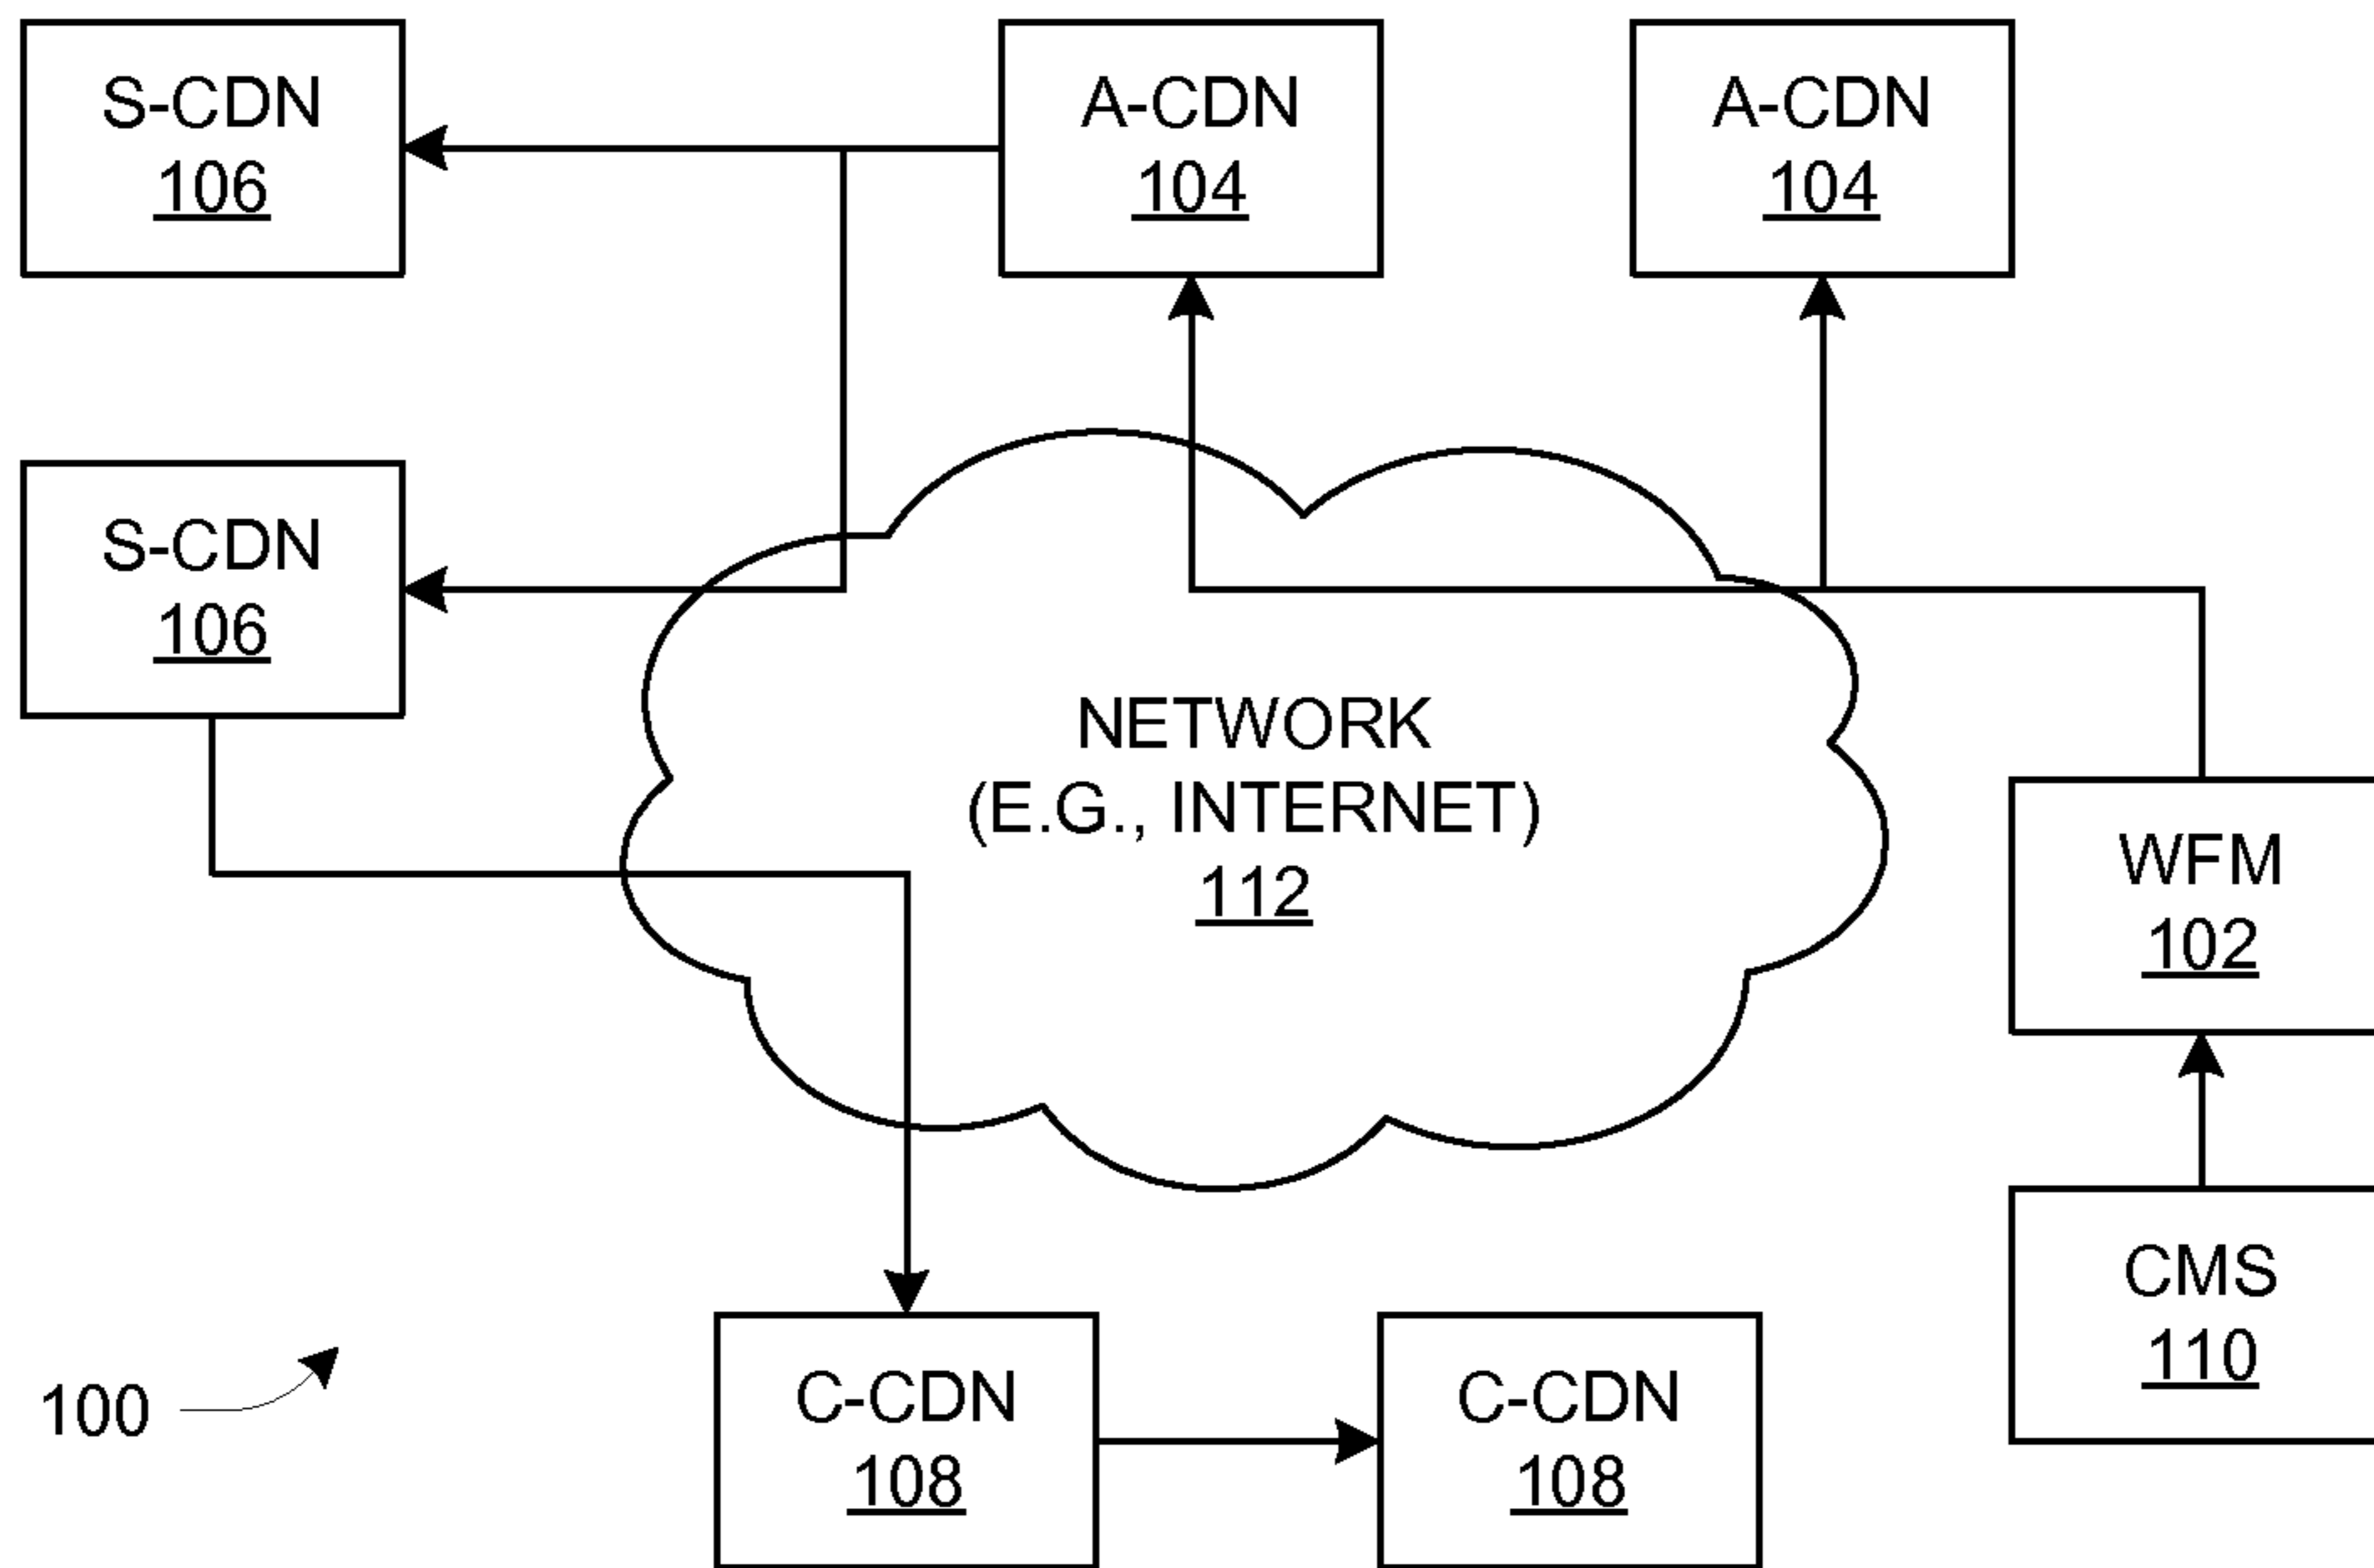 S-CDN
106
A-CDN
104
A-CDN
104
S-CDN
106
NETWORK
(E.G., INTERNET)
112
WFM
102
CMS
110
100
C-CDN
108
C-CDN
108